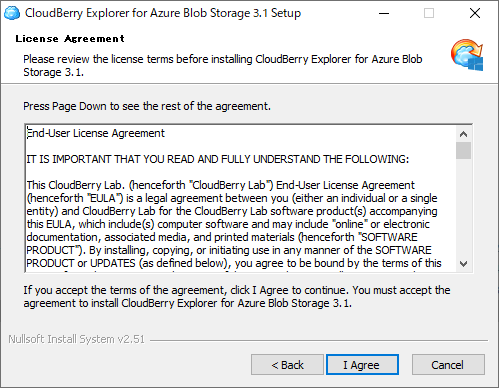 CloudBerry Explorer for Azure Blob Storage 3.1 Setup
License Agreement
Please review the license terms before installing CloudBerry Explorer for Azure Blob
Storage 3.1.
Press Page Down to see the rest of the agreement.
End-User License Agreement
IT IS IMPORTANT THAT YOU READ AND FULLY UNDERSTAND THE FOLLOWING:
This CloudBerry Lab. (henceforth "CloudBerry Lab") End-User License Agreement
(henceforth "EULA") is a legal agreement between you (either an individual or a single
entity) and CloudBerry Lab for the CloudBerry Lab software product(s) accompanying
this EULA, which include(s) computer software and may include "online" or electronic
documentation, associated media, and printed materials (henceforth "SOFTWARE
PRODUCT"). By installing, copying, or initiating use in any manner of the SOFTWARE
PRODUCT or UPDATES (as defined below), you agree to be bound by the terms of this
If you accept the terms of the agreement, click I Agree to continue. You must accept the
agreement to install CloudBerry Explorer for Azure Blob Storage 3.1.
Nullsoft Install System v2.51
< Back
I Agree
Cancel